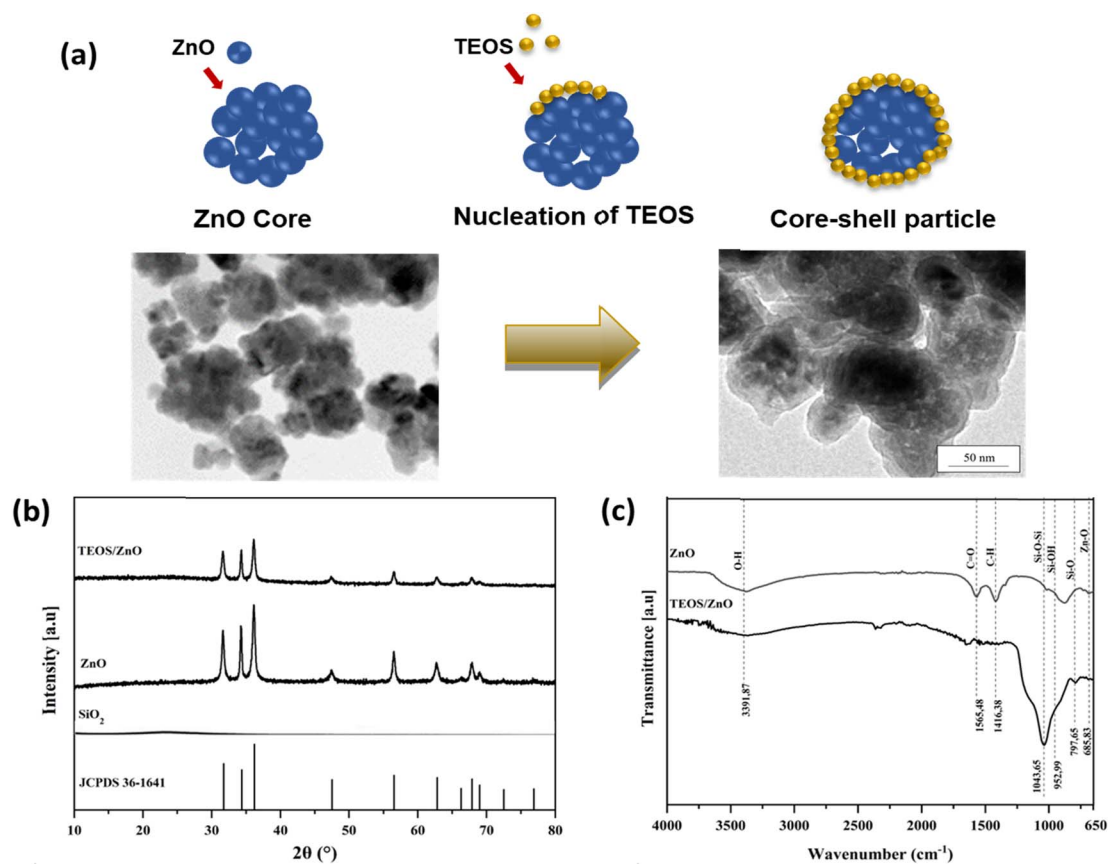 (a)
ZnO
TEOS
ZnO Core
Nucleation of TEOS
Core-shell particle
50 nm
(b)
TEOS/ZnO
ZnO
SiO2
JCPDS 36-1641
Intensity [a.u]
10 20 30 40 50 60 70 80
2θ (°)
(c)
ZnO
TEOS/ZnO
O-H
C=O
C-H
Si-O-Si
Si-OH
Si-O
Zn-O
3391,87
1565,48
1416,38
1043,65
952,99
797,65
685,83
Transmittance [a.u]
4000 3500 3000 2500 2000 1500 1000 650
Wavenumber (cm-1)